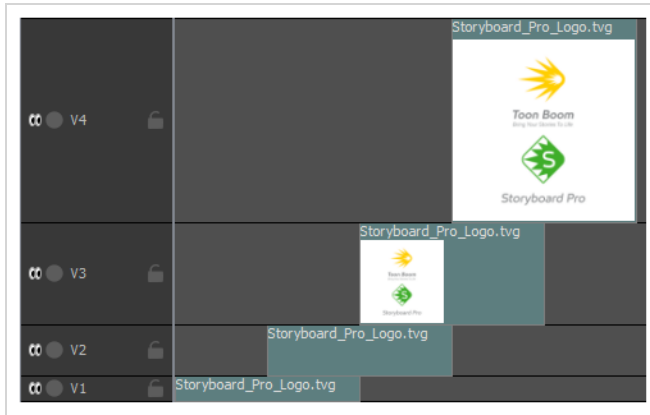 Storyboard_Pro_Logo.tvg
Toon Boom
Bring Your Stories To Life
S
Storyboard Pro
V4
Storyboard_Pro_Logo.tvg
Toon Boom
S
Storyboard Pro
V3
Storyboard_Pro_Logo.tvg
V2
V1
Storyboard_Pro_Logo.tvg